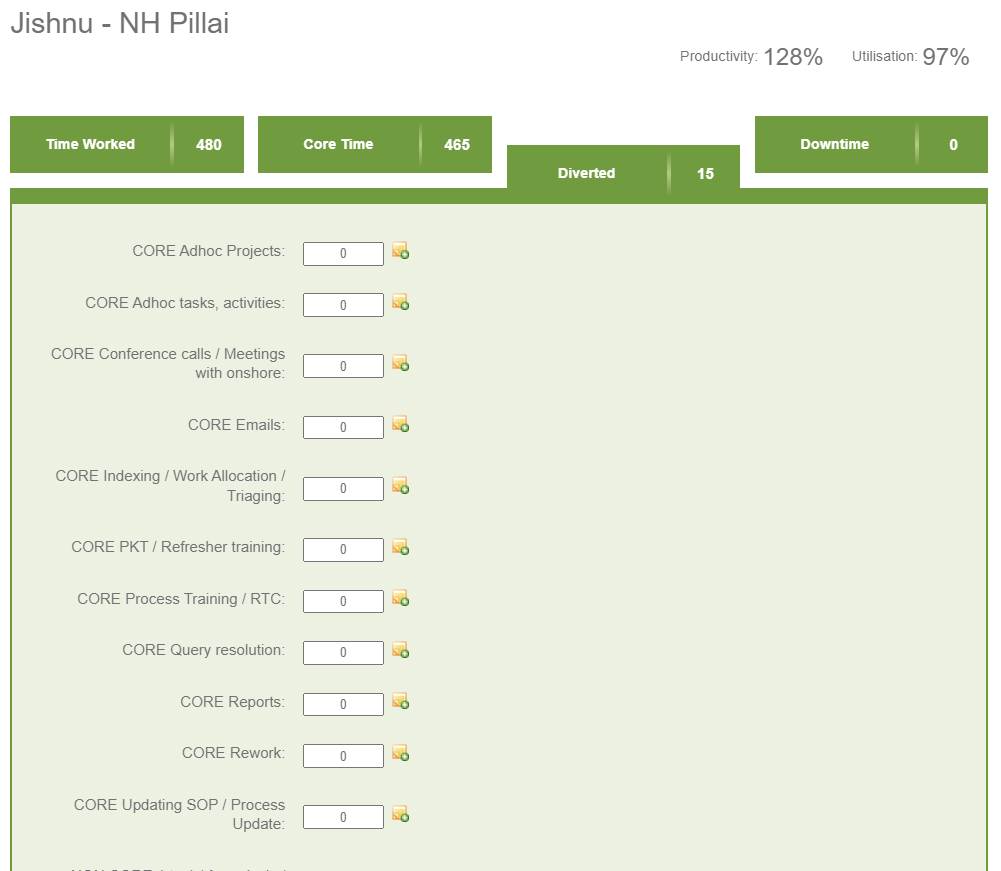 Jishnu - NH Pillai
Productivity: 128% Utilisation: 97%
Time Worked 480 Core Time 465 Diverted 15 Downtime 0
CORE Adhoc Projects: 0
CORE Adhoc tasks, activities: 0
CORE Conference calls / Meetings
with onshore: 0
CORE Emails: 0
CORE Indexing / Work Allocation /
Triaging: 0
CORE PKT / Refresher training: 0
CORE Process Training / RTC: 0
CORE Query resolution: 0
CORE Reports: 0
CORE Rework: 0
CORE Updating SOP / Process
Update: 0